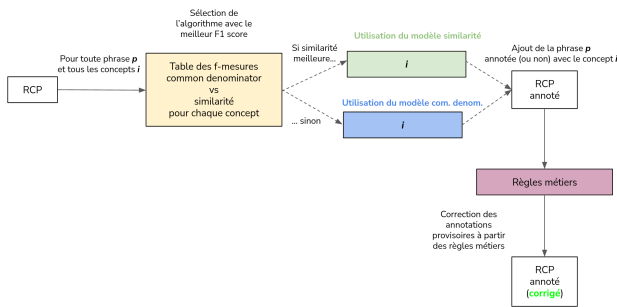 Sélection de
l'algorithme avec le
meilleur F1 score
Pour toute phrase p
et tous les concepts i
RCP
Table des f-mesures
common denominator
vs
similarité
pour chaque concept
Si similarité
meilleure...
... sinon
Utilisation du modèle similarité
i
Utilisation du modèle com. denom.
i
Ajout de la phrase p
annotée (ou non) avec le concept i
RCP
annoté
Règles métiers
Correction des
annotations
provisoires à partir
des règles métiers
RCP
annoté
(corrigé)